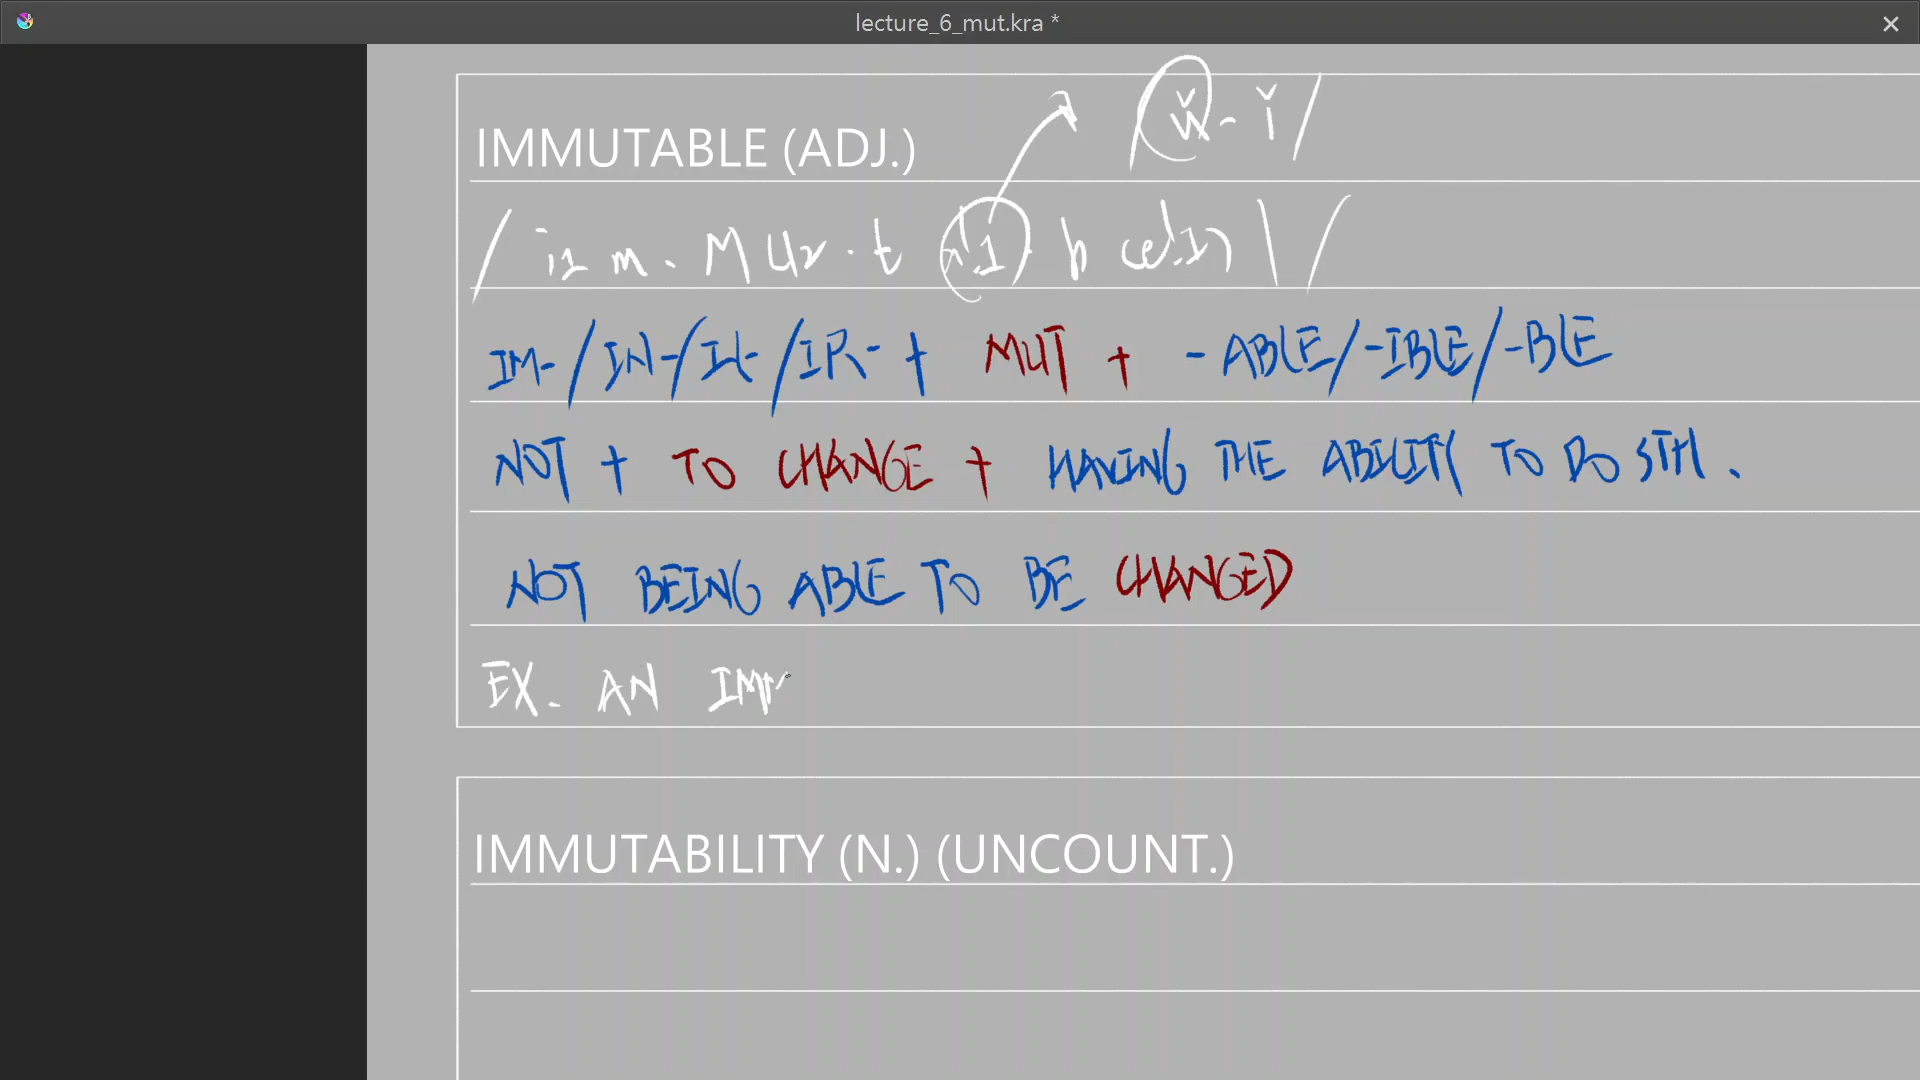 lecture_6_mut.kra *
/ w̆ - ĭ /
IMMUTABLE (ADJ.)
IM-/IN-/IL-/IR- + MUT + -ABLE/-IBLE/-BLE
NOT + TO CHANGE + HAVING THE ABILITY TO DO STH.
NOT BEING ABLE TO BE CHANGED
EX. AN IMM
IMMUTABILITY (N.) (UNCOUNT.)